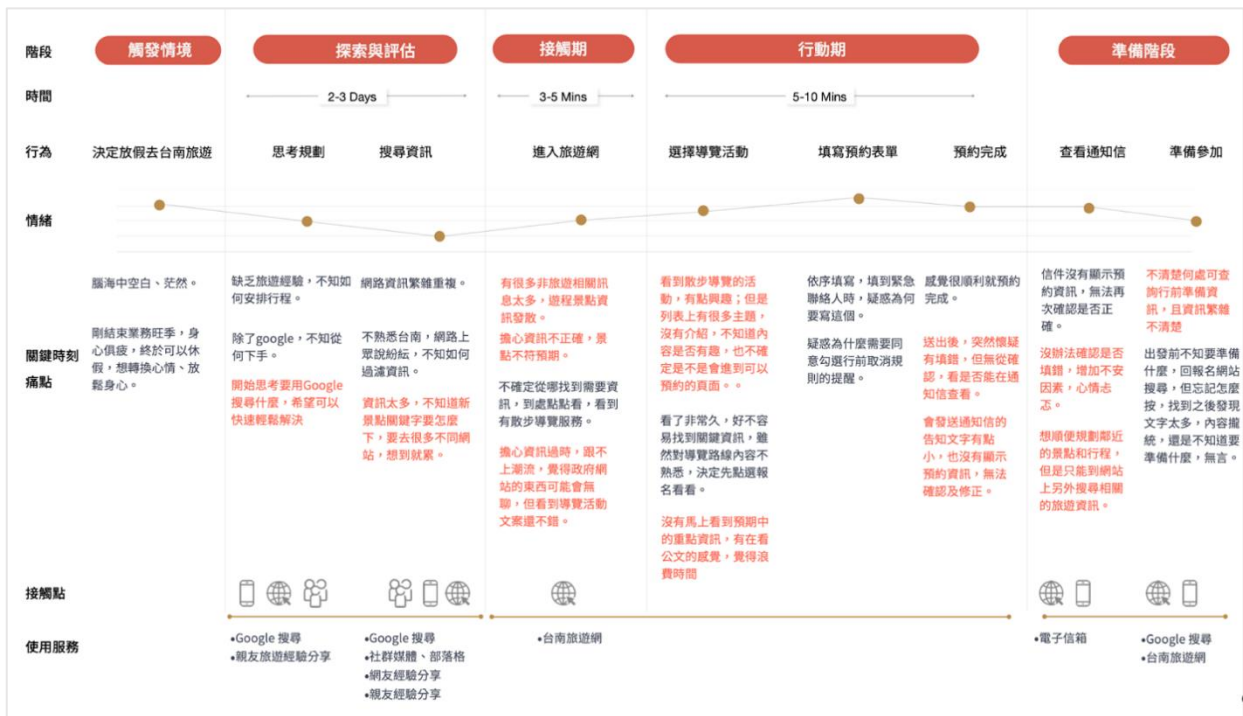 階段
觸發情境
探索與評估
接觸期
行動期
準備階段
時間
2-3 Days
3-5 Mins
5-10 Mins
行為
決定放假去台南旅遊
思考規劃
搜尋資訊
進入旅遊網
選擇導覽活動
填寫預約表單
預約完成
查看通知信
準備參加
情緒
關鍵時刻
痛點
腦海中空白、茫然。
剛結束業務旺季，身
心俱疲，終於可以休
假，想轉換心情、放
鬆身心。
缺乏旅遊經驗，不知如
何安排行程。
除了google，不知從
何下手。
開始思考要用Google
搜尋什麼，希望可以
快速輕鬆解決
網路資訊繁雜重複。
不熟悉台南，網路上
眾說紛紜，不知如何
過濾資訊。
資訊太多，不知道新
景點關鍵字要怎麼
下，要去很多不同網
站，想到就累。
有很多非旅遊相關訊
息太多，遊程景點資
訊發散。
擔心資訊不正確，景
點不符預期。
不確定從哪找到需要資
訊，到處點點看，看到
有散步導覽服務。
擔心資訊過時，跟不
上潮流，覺得政府網
站的東西可能會無
聊，但看到導覽活動
文案還不錯。
看到散步導覽的活
動，有點興趣；但是
列表上有很多主題，
沒有介紹，不知道內
容是否有趣，也不確
定是不是會進到可以
預約的頁面。。
看了非常久，好不容
易找到關鍵資訊，雖
然對導覽路線內容不
熟悉，決定先點選報
名看看。
沒有馬上看到預期中
的重點資訊，有在看
公文的感覺，覺得浪
費時間
依序填寫，填到緊急
聯絡人時，疑惑為何
要寫這個。
疑惑為什麼需要同
意勾選行前取消規
則的提醒。
感覺很順利就預約
完成。
送出後，突然懷疑
有填錯，但無從確
認，看是否能在通
知信查看。
會發送通知信的
告知文字有點
小，也沒有顯示
預約資訊，無法
確認及修正。
信件沒有顯示預
約資訊，無法再
次確認是否正
確。
沒辦法確認是否
填錯，增加不安
因素，心情忐
忑。
想順便規劃鄰近
的景點和行程，
但是只能到網站
上另外搜尋相關
的旅遊資訊。
不清楚何處可查
詢行前準備資
訊，且資訊繁雜
不清楚
出發前不知要準備
什麼，回報名網站
搜尋，但忘記怎麼
按，找到之後發現
文字太多，內容攏
統，還是不知道要
準備什麼，無言。
接觸點
使用服務
•Google 搜尋
•親友旅遊經驗分享
•Google 搜尋
•社群媒體、部落格
•網友經驗分享
•親友經驗分享
•台南旅遊網
•電子信箱
•Google 搜尋
•台南旅遊網